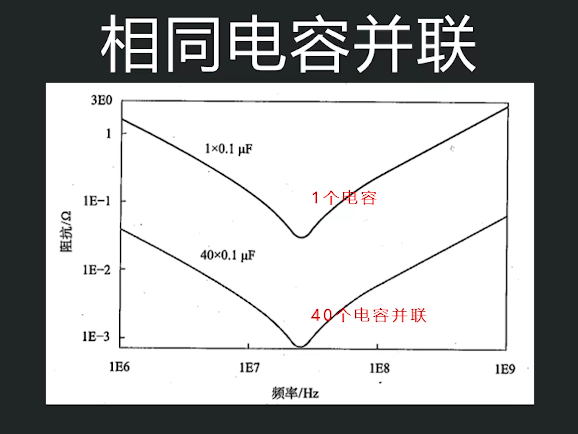 相同电容并联
3E0
1
1×0.1 μF
1E-1
1个电容
阻抗/Ω
40×0.1 μF
1E-2
40个电容并联
1E-3
1E6
1E7
1E8
1E9
频率/Hz